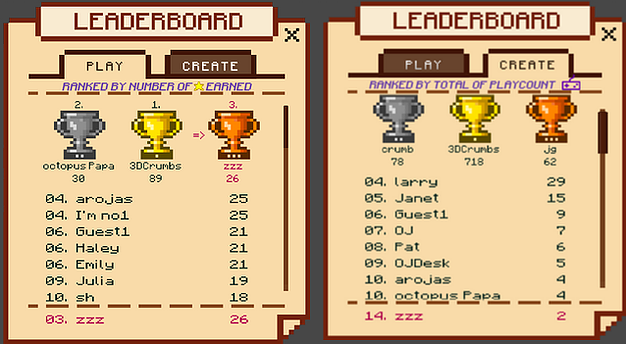 LEADERBOARD
X
PLAY CREATE
RANKED BY NUMBER OF EARNED
2. 1. 3.
=>
octopus Papa 3DCrumbs zzz
30 89 26
04. arojas 25
04. I'm no1 25
06. Guest1 21
06. Haley 21
06. Emily 21
09. Julia 19
10. sh 18
03. zzz 26
LEADERBOARD
X
PLAY CREATE
RANKED BY TOTAL OF PLAYCOUNT
crumb 3DCrumbs jg
78 718 62
04. larry 29
05. Janet 15
06. Guest1 9
07. OJ 7
08. Pat 6
09. OJDesk 5
10. arojas 4
10. octopus Papa 4
14. zzz 2